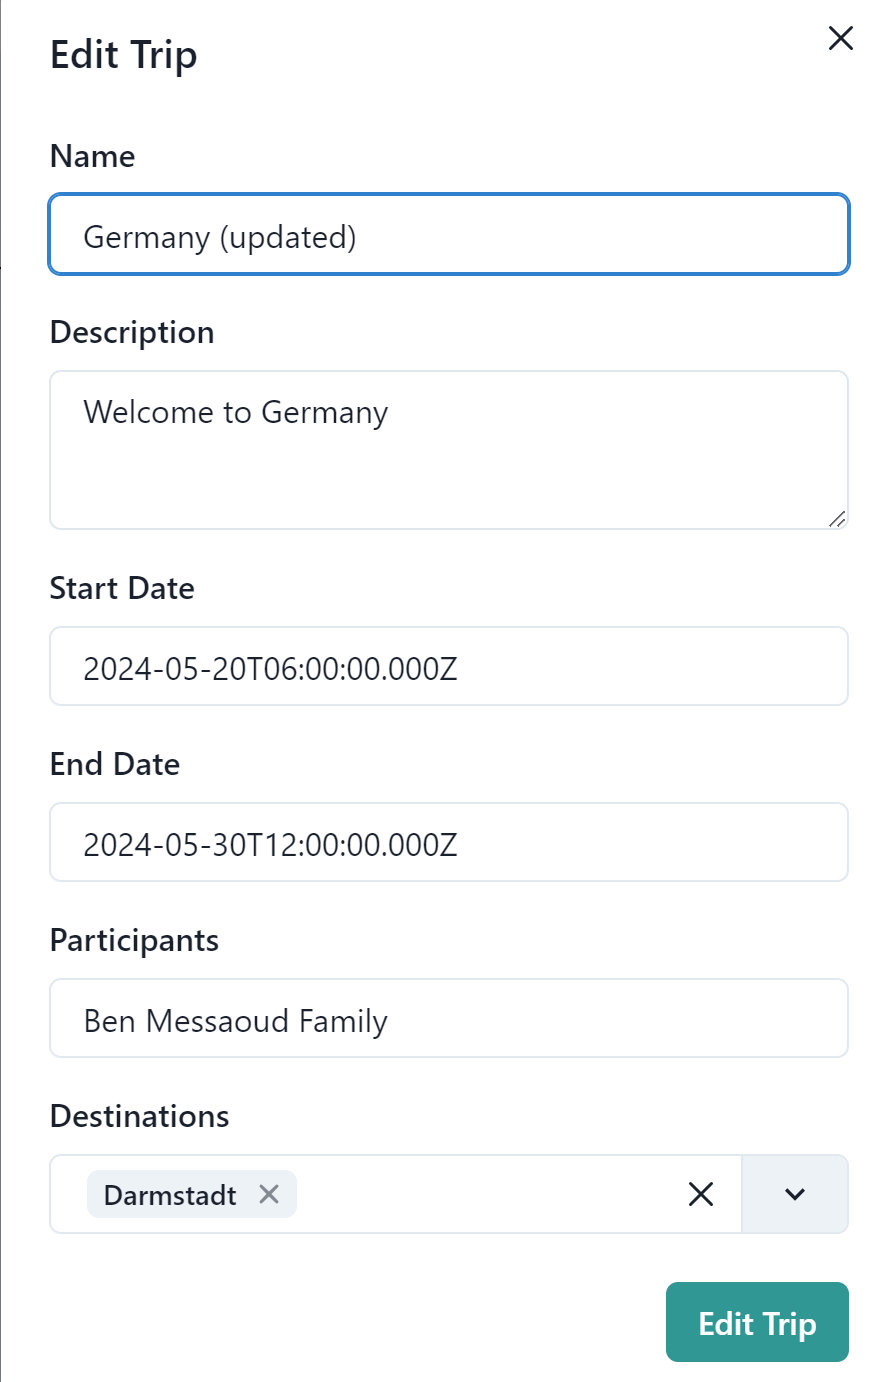 Edit Trip
Name
Germany (updated)
Description
Welcome to Germany
Start Date
2024-05-20T06:00:00.000Z
End Date
2024-05-30T12:00:00.000Z
Participants
Ben Messaoud Family
Destinations
Darmstadt
Edit Trip